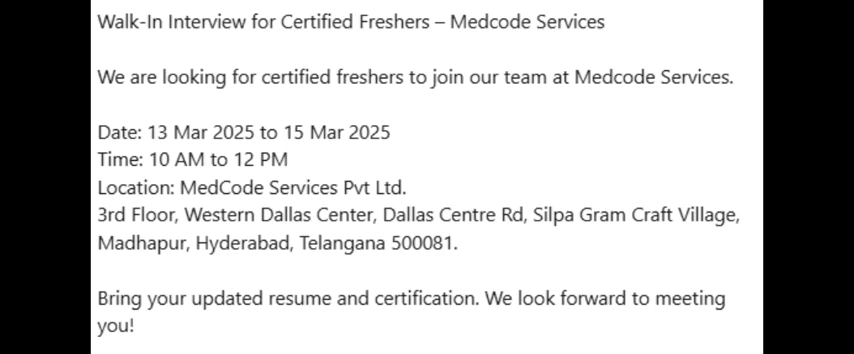 Walk-In Interview for Certified Freshers – Medcode Services
We are looking for certified freshers to join our team at Medcode Services.
Date: 13 Mar 2025 to 15 Mar 2025
Time: 10 AM to 12 PM
Location: MedCode Services Pvt Ltd.
3rd Floor, Western Dallas Center, Dallas Centre Rd, Silpa Gram Craft Village,
Madhapur, Hyderabad, Telangana 500081.
Bring your updated resume and certification. We look forward to meeting
you!